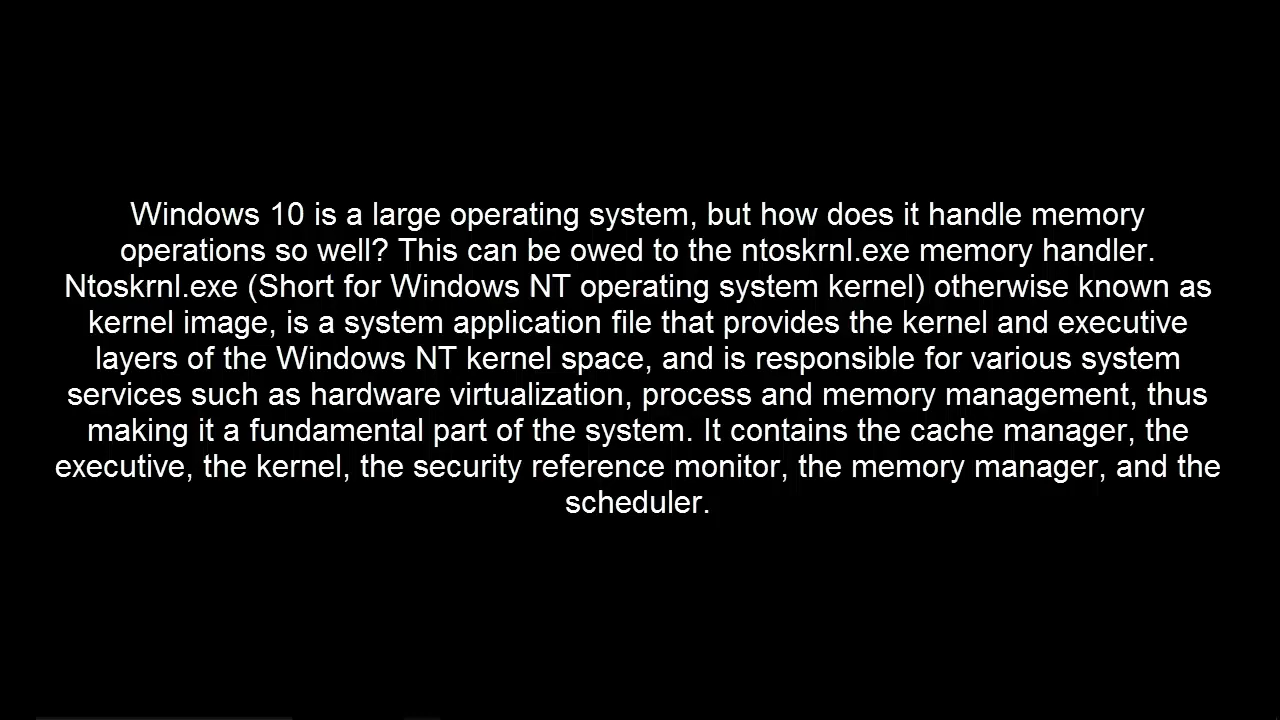 Windows 10 is a large operating system, but how does it handle memory
operations so well? This can be owed to the ntoskrnl.exe memory handler.
Ntoskrnl.exe (Short for Windows NT operating system kernel) otherwise known as
kernel image, is a system application file that provides the kernel and executive
layers of the Windows NT kernel space, and is responsible for various system
services such as hardware virtualization, process and memory management, thus
making it a fundamental part of the system. It contains the cache manager, the
executive, the kernel, the security reference monitor, the memory manager, and the
scheduler.